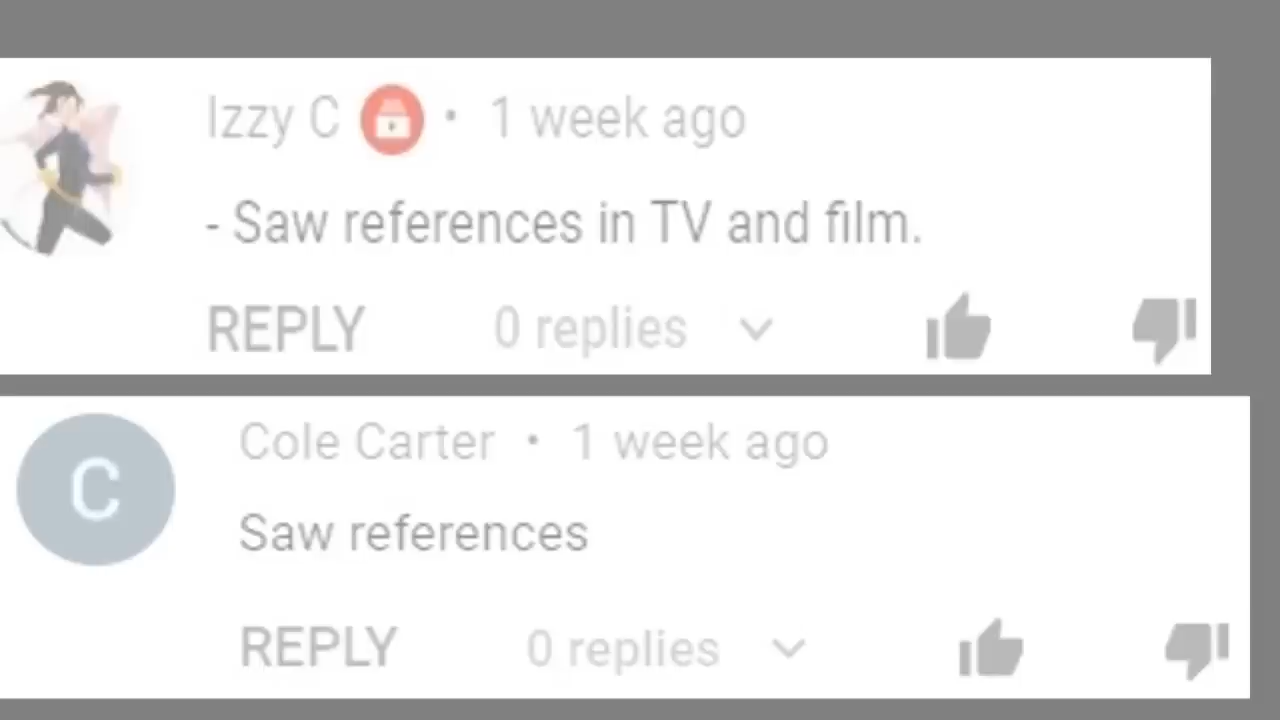 Izzy C • 1 week ago
- Saw references in TV and film.
REPLY 0 replies
C
Cole Carter • 1 week ago
Saw references
REPLY 0 replies